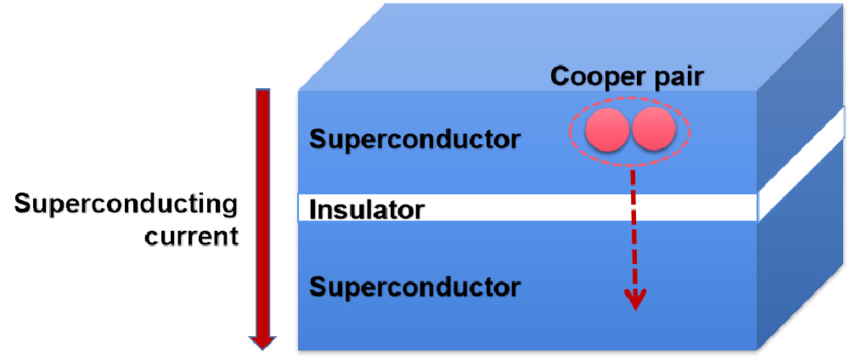 Cooper pair
Superconductor
Superconducting
current
Insulator
Superconductor